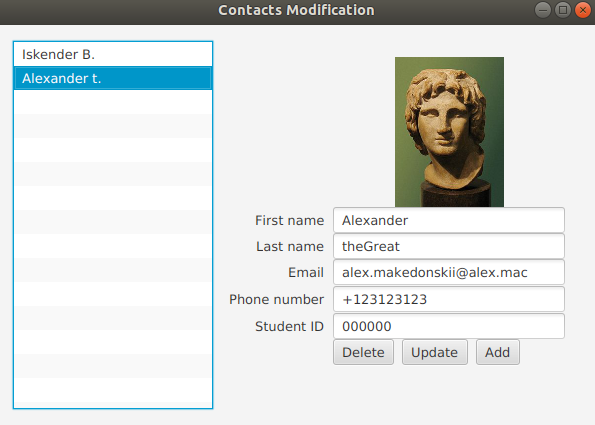 Contacts Modification
Iskender B.
Alexander t.
First name Alexander
Last name theGreat
Email alex.makedonskii@alex.mac
Phone number +123123123
Student ID 000000
Delete Update Add